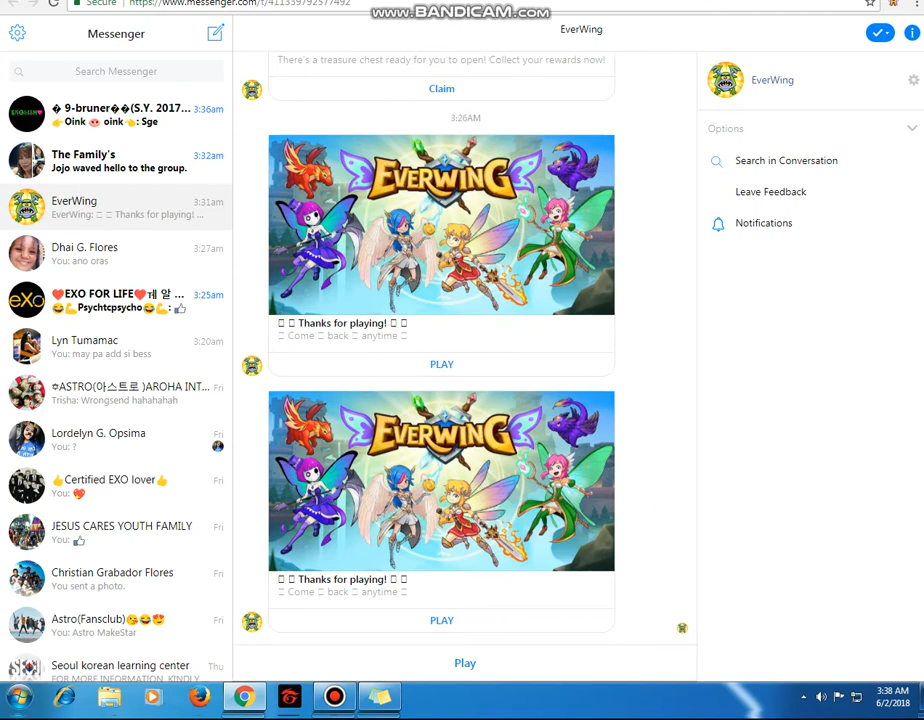 Secure
https://www.messenger.com/t/411339792577492
www.BANDICAM.com
Messenger
Search Messenger
� 9-bruner��(S.Y. 2017... 3:36am
👉Oink 🐽 oink 👈: Sge
The Family's 3:32am
Jojo waved hello to the group.
EverWing 3:31am
EverWing: ▯ ▯ Thanks for playing! ...
Dhai G. Flores 3:27am
You: ano oras
❤️EXO FOR LIFE❤️게 알 ... 3:25am
😂💪Psychtcpsycho😂💪: 👍
Lyn Tumamac 3:20am
You: may pa add si bess
✡ASTRO(아스트로 )AROHA INT... Fri
Trisha: Wrongsend hahahahah
Lordelyn G. Opsima Fri
You: ?
👍Certified EXO lover👍 Fri
You: 💖
JESUS CARES YOUTH FAMILY Fri
You: 👍
Christian Grabador Flores Fri
You sent a photo.
Astro(Fansclub)😘😂😍 Fri
You: Astro MakeStar
Seoul korean learning center Thu
MORE INFORMATION, KINDLY
EverWing
There's a treasure chest ready for you to open! Collect your rewards now!
Claim
3:26AM
EVERWING
▯ ▯ Thanks for playing! ▯ ▯
▯ Come ▯ back ▯ anytime ▯
PLAY
EVERWING
▯ ▯ Thanks for playing! ▯ ▯
▯ Come ▯ back ▯ anytime ▯
PLAY
Play
EverWing
Options
Search in Conversation
Leave Feedback
Notifications
eXo
3:38 AM
6/2/2018